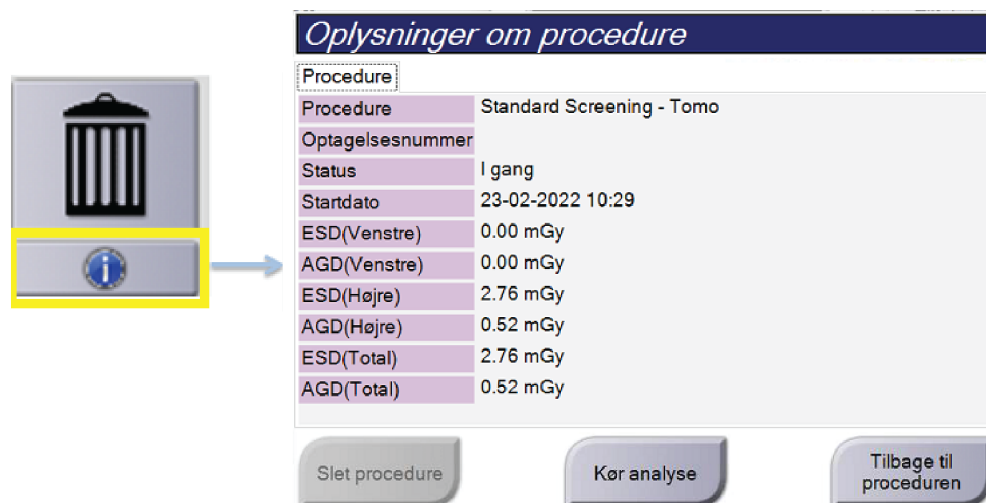 Oplysninger om procedure
Procedure
Procedure Standard Screening - Tomo
Optagelsesnummer
Status I gang
Startdato 23-02-2022 10:29
ESD(Venstre) 0.00 mGy
AGD(Venstre) 0.00 mGy
ESD(Højre) 2.76 mGy
AGD(Højre) 0.52 mGy
ESD(Total) 2.76 mGy
AGD(Total) 0.52 mGy
Slet procedure
Kør analyse
Tilbage til
proceduren